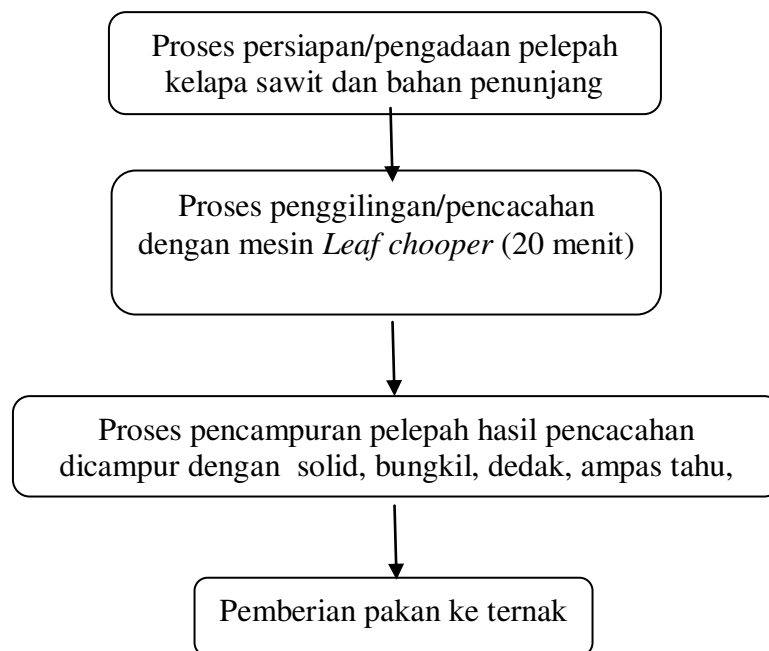 Proses persiapan/pengadaan pelepah
kelapa sawit dan bahan penunjang
Proses penggilingan/pencacahan
dengan mesin Leaf chooper (20 menit)
Proses pencampuran pelepah hasil pencacahan
dicampur dengan solid, bungkil, dedak, ampas tahu,
Pemberian pakan ke ternak